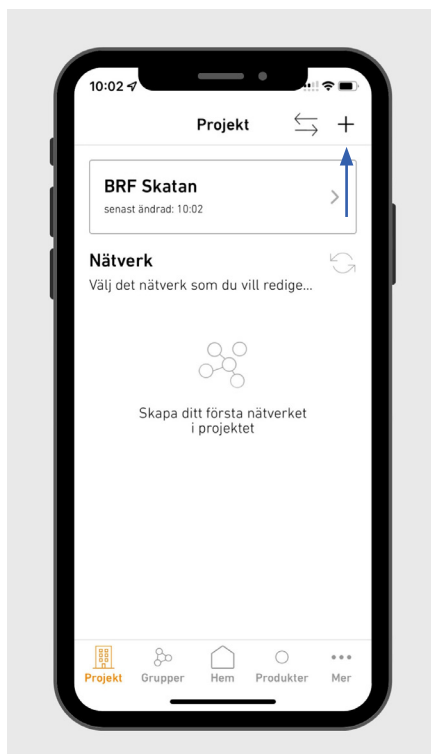 10:02
Projekt
BRF Skatan
senast ändrad: 10:02
Nätverk
Välj det nätverk som du vill redige...
Skapa ditt första nätverket
i projektet
Projekt Grupper Hem Produkter Mer